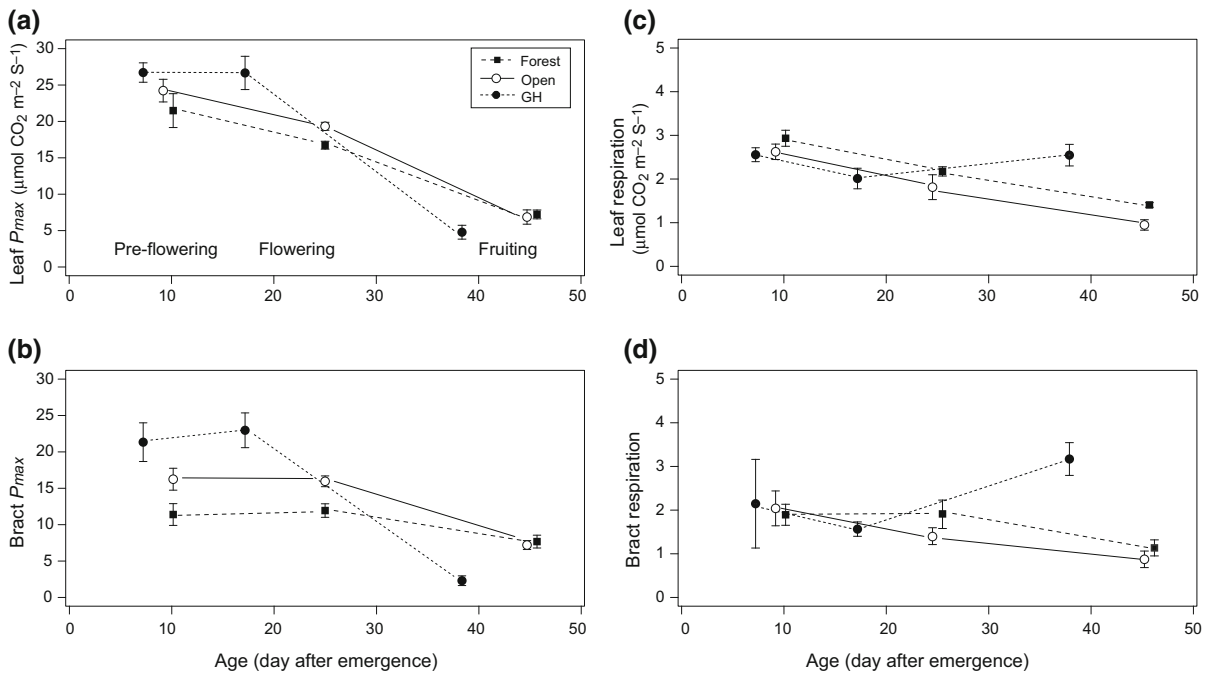 (a)
Leaf Pmax (µmol CO2 m−2 S−1)
30
25
20
15
10
5
0
Forest
Open
GH
Pre-flowering Flowering Fruiting
0 10 20 30 40 50
(b)
Bract Pmax
30
25
20
15
10
5
0
0 10 20 30 40 50
Age (day after emergence)
(c)
Leaf respiration
(µmol CO2 m−2 S−1)
5
4
3
2
1
0
0 10 20 30 40 50
(d)
Bract respiration
5
4
3
2
1
0
0 10 20 30 40 50
Age (day after emergence)